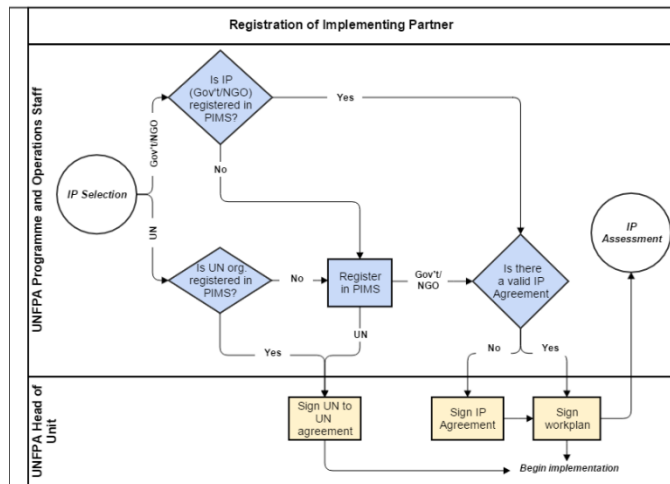 Registration of Implementing Partner
UNFPA Programme and Operations Staff
Is IP
(Gov't/NGO)
registered in
PIMS?
Yes
Gov't/NGO
No
IP Selection
UN
IP
Assessment
Is UN org.
registered in
PIMS?
No
Register
in PIMS
Gov't/
NGO
Is there
a valid IP
Agreement
UN
Yes
No
Yes
UNFPA Head of
Unit
Sign UN to
UN
agreement
Sign IP
Agreement
Sign
workplan
Begin implementation